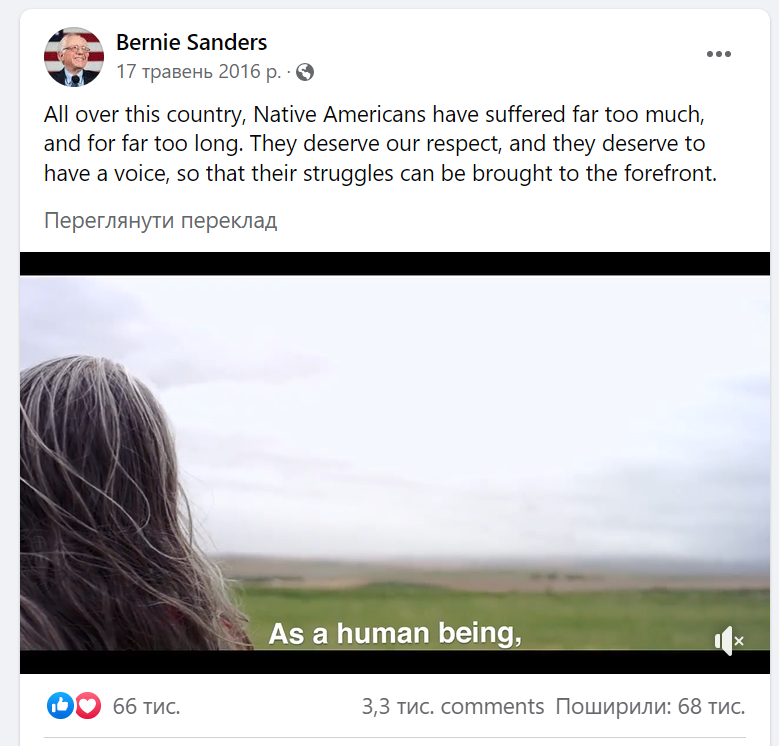 Bernie Sanders
17 травень 2016 р. ·
All over this country, Native Americans have suffered far too much,
and for far too long. They deserve our respect, and they deserve to
have a voice, so that their struggles can be brought to the forefront.
Переглянути переклад
As a human being,
66 тис.
3,3 тис. comments Поширили: 68 тис.